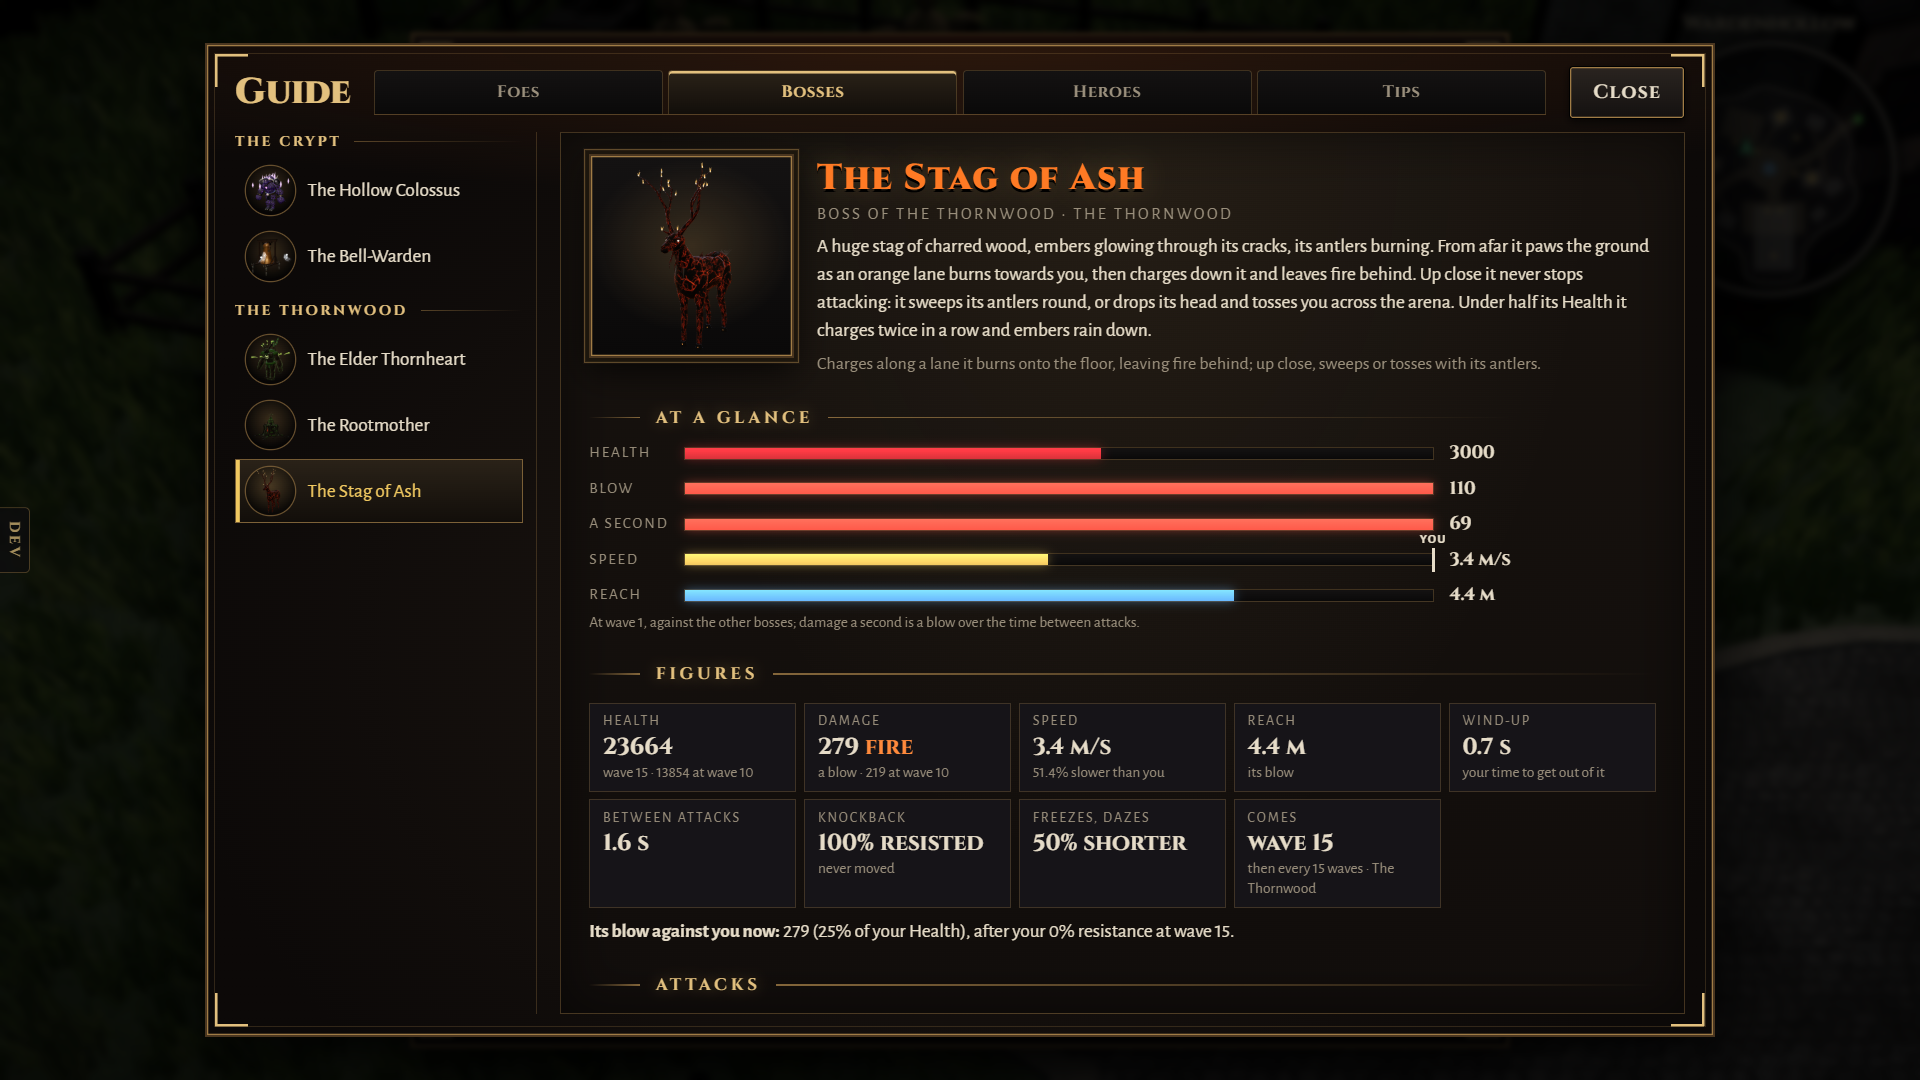 GUIDE
FOES
BOSSES
HEROES
TIPS
CLOSE
THE CRYPT
The Hollow Colossus
The Bell-Warden
THE THORNWOOD
The Elder Thornheart
The Rootmother
The Stag of Ash
DEV
THE STAG OF ASH
BOSS OF THE THORNWOOD · THE THORNWOOD
A huge stag of charred wood, embers glowing through its cracks, its antlers burning. From afar it paws the ground
as an orange lane burns towards you, then charges down it and leaves fire behind. Up close it never stops
attacking: it sweeps its antlers round, or drops its head and tosses you across the arena. Under half its Health it
charges twice in a row and embers rain down.
Charges along a lane it burns onto the floor, leaving fire behind; up close, sweeps or tosses with its antlers.
AT A GLANCE
HEALTH 3000
BLOW 110
A SECOND 69
YOU
SPEED 3.4 M/S
REACH 4.4 M
At wave 1, against the other bosses; damage a second is a blow over the time between attacks.
FIGURES
HEALTH
23664
wave 15 · 13854 at wave 10
DAMAGE
279 FIRE
a blow · 219 at wave 10
SPEED
3.4 M/S
51.4% slower than you
REACH
4.4 M
its blow
WIND-UP
0.7 S
your time to get out of it
BETWEEN ATTACKS
1.6 S
KNOCKBACK
100% RESISTED
never moved
FREEZES, DAZES
50% SHORTER
COMES
WAVE 15
then every 15 waves · The
Thornwood
Its blow against you now: 279 (25% of your Health), after your 0% resistance at wave 15.
ATTACKS